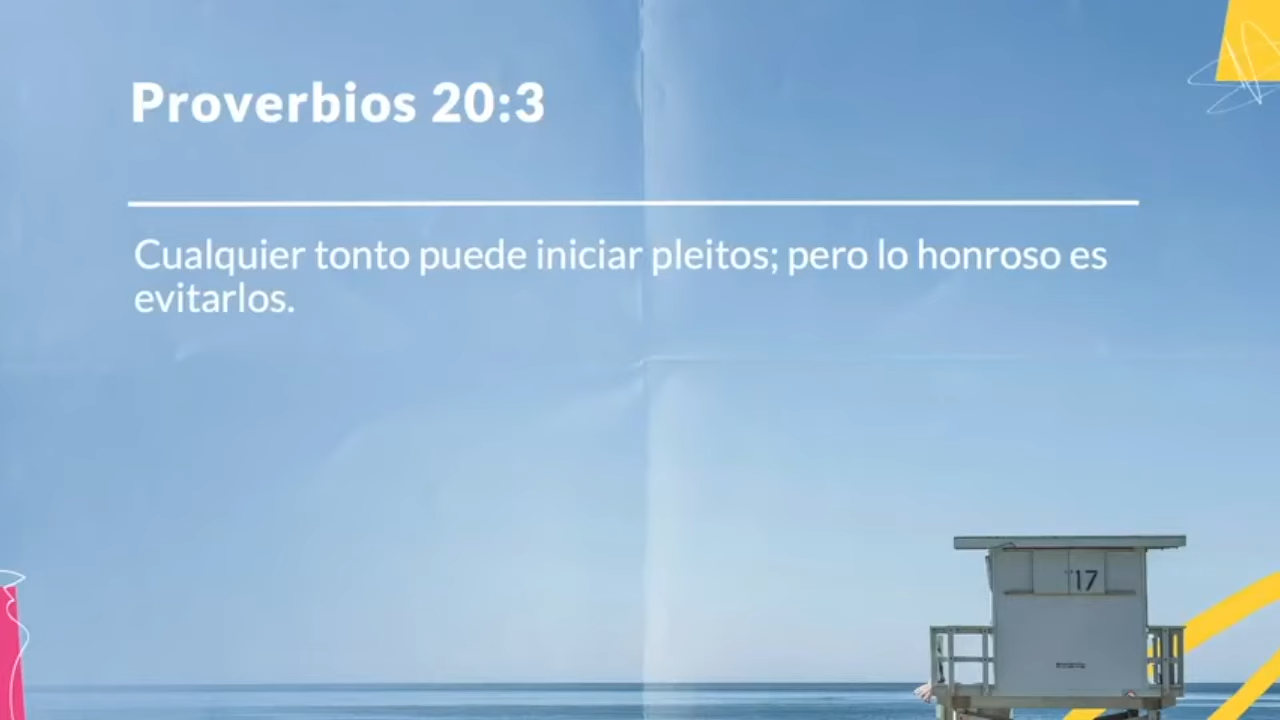 Proverbios 20:3
Cualquier tonto puede iniciar pleitos; pero lo honroso es
evitarlos.
17